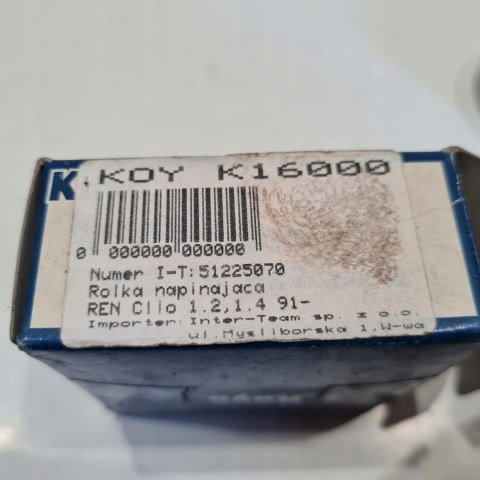 K
KOY K16000
0 000000 000000
Numer I-T: 51225070
Rolka napinajaca
REN Clio 1.2,1.4 91-
Importer: Inter-Team sp. z o.o.
ul.Mysliborska 1,W-wa
Koyo